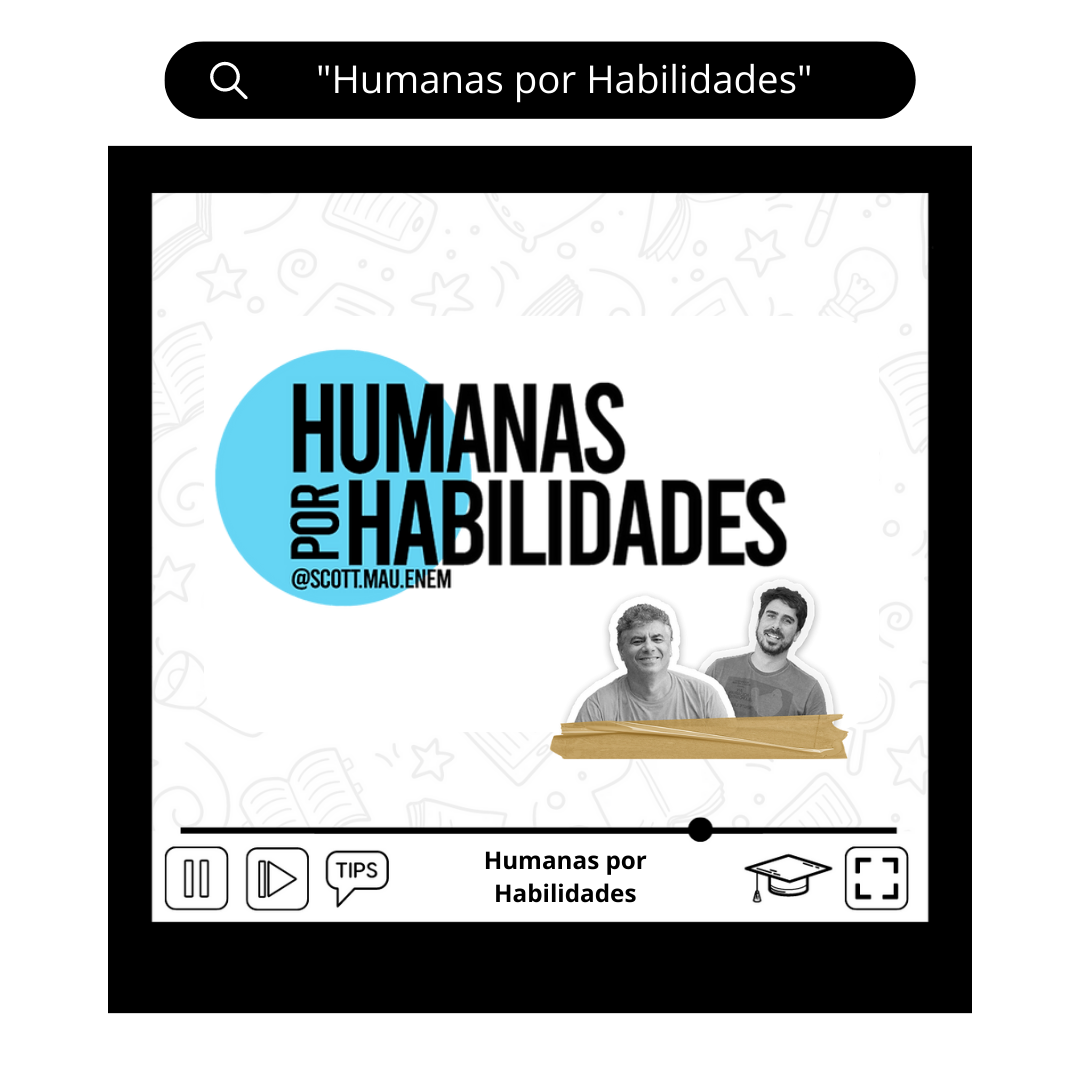 "Humanas por Habilidades"
HUMANAS
POR HABILIDADES
@SCOTT.MAU.ENEM
TIPS
Humanas por
Habilidades